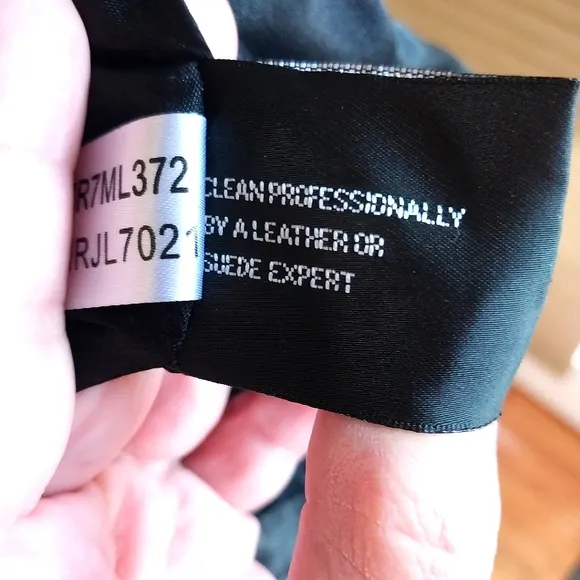 R7ML372
RJL7021
CLEAN PROFESSIONALLY
BY A LEATHER OR
SUEDE EXPERT